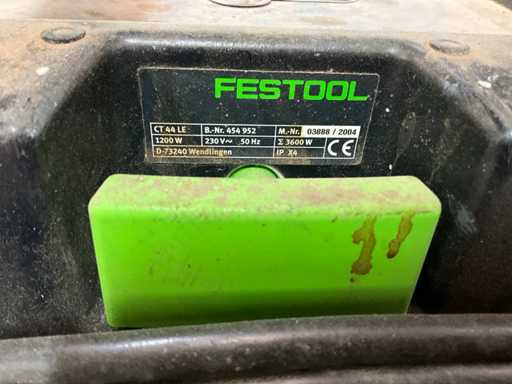 FESTOOL
CT 44 LE B.-Nr. 454 952 M.-Nr. 03888 / 2004
1200 W 230 V~ 50 Hz Σ 3600 W
D-73240 Wendlingen IP X4 CE